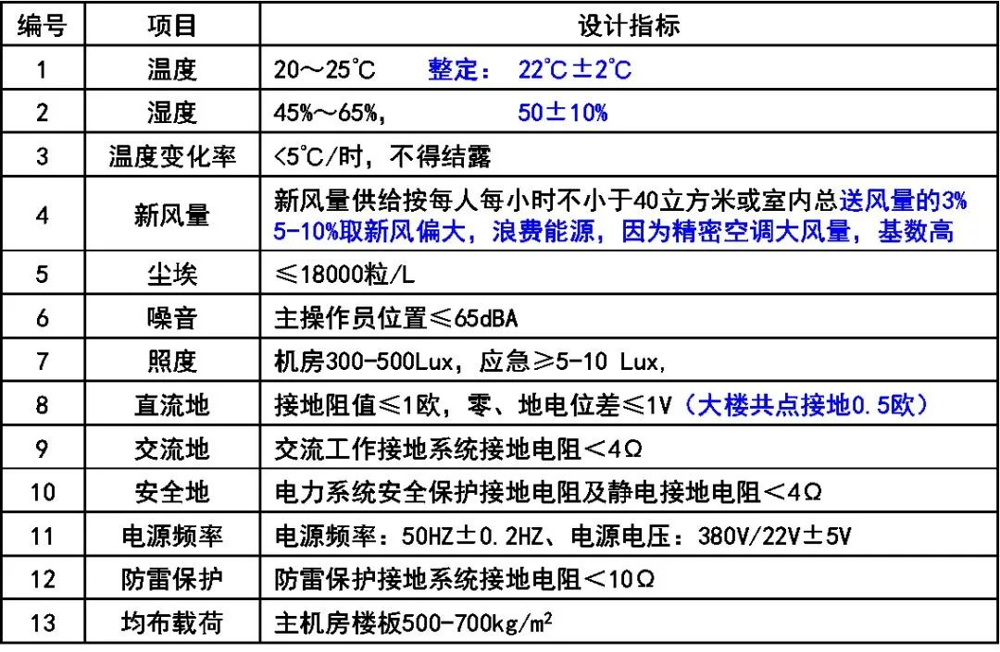 编号 项目 设计指标
1 温度 20～25℃ 整定： 22℃±2℃
2 湿度 45%～65%， 50±10%
3 温度变化率 <5℃/时，不得结露
4 新风量 新风量供给按每人每小时不小于40立方米或室内总送风量的3%
5-10%取新风偏大，浪费能源，因为精密空调大风量，基数高
5 尘埃 ≤18000粒/L
6 噪音 主操作员位置≤65dBA
7 照度 机房300-500Lux，应急≥5-10 Lux,
8 直流地 接地阻值≤1欧，零、地电位差≤1V（大楼共点接地0.5欧）
9 交流地 交流工作接地系统接地电阻＜4Ω
10 安全地 电力系统安全保护接地电阻及静电接地电阻＜4Ω
11 电源频率 电源频率：50HZ±0.2HZ、电源电压：380V/22V±5V
12 防雷保护 防雷保护接地系统接地电阻＜10Ω
13 均布载荷 主机房楼板500-700kg/m²